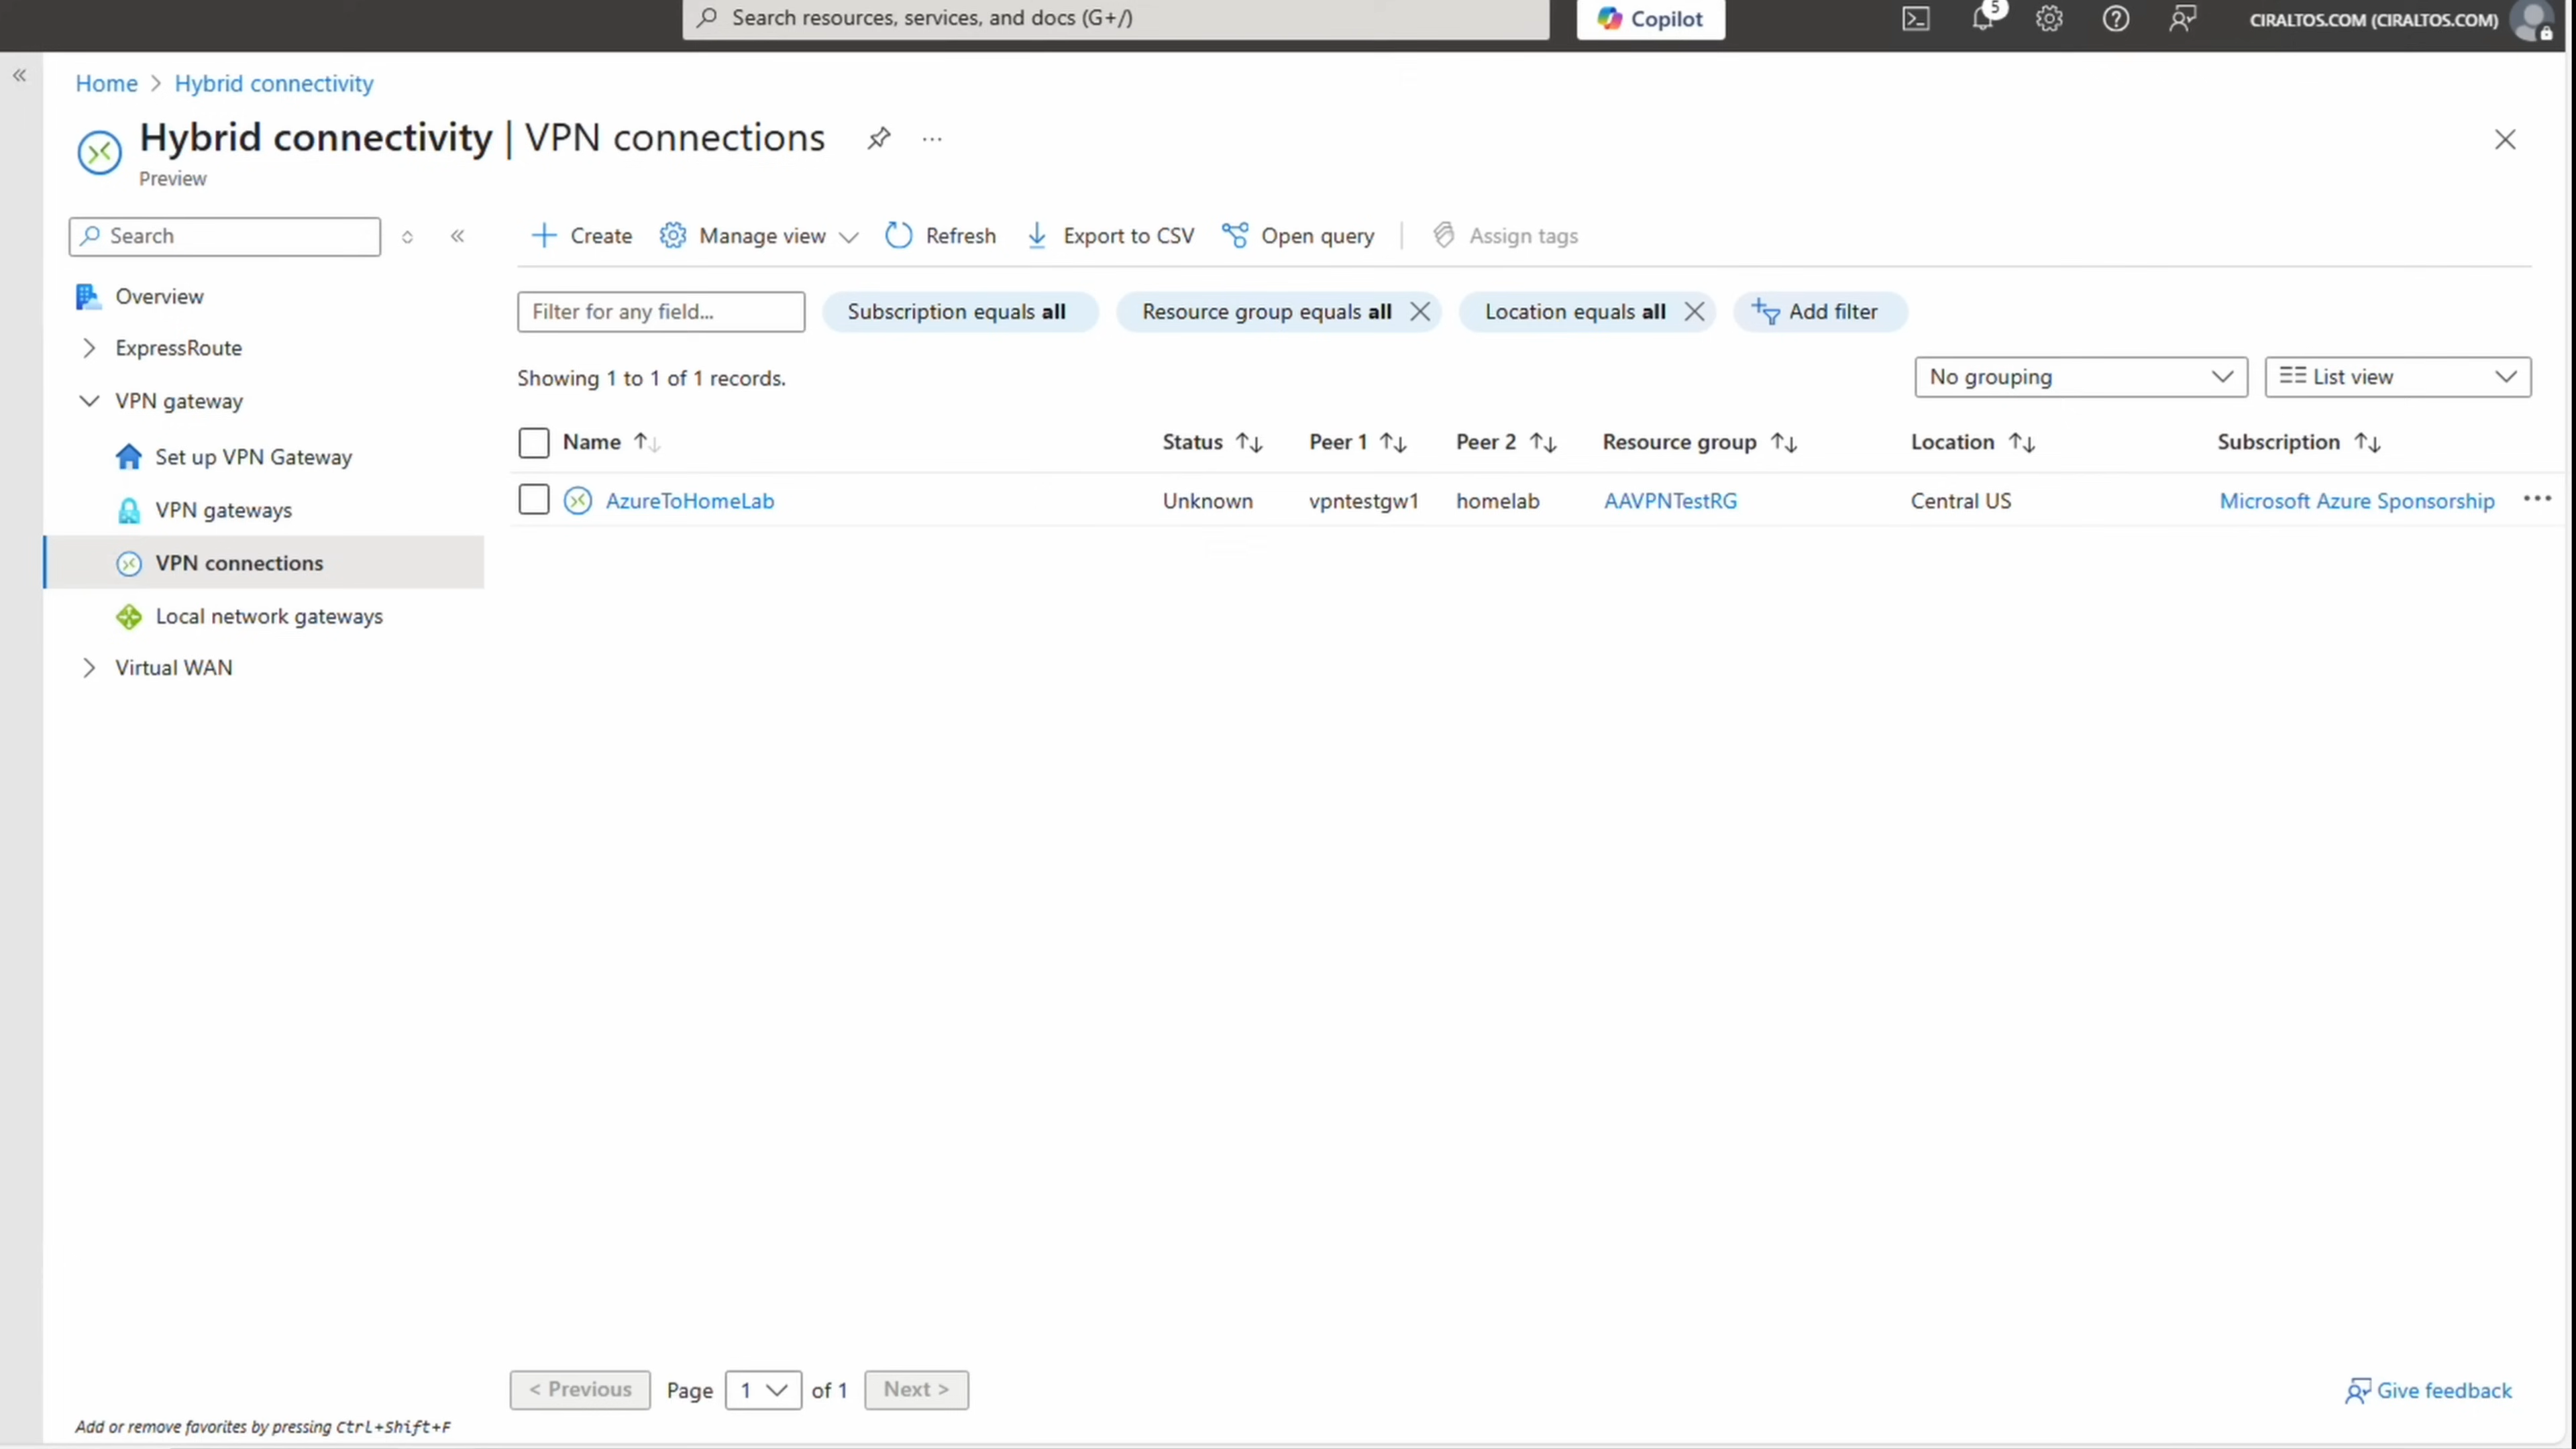 Search resources, services, and docs (G+/)
Copilot
5
CIRALTOS.COM (CIRALTOS.COM)
Home > Hybrid connectivity
Hybrid connectivity | VPN connections
Preview
Search
Create Manage view Refresh Export to CSV Open query Assign tags
Overview
ExpressRoute
VPN gateway
Set up VPN Gateway
VPN gateways
VPN connections
Local network gateways
Virtual WAN
Filter for any field... Subscription equals all Resource group equals all Location equals all Add filter
Showing 1 to 1 of 1 records.
No grouping List view
Name Status Peer 1 Peer 2 Resource group Location Subscription
AzureToHomeLab Unknown vpntestgw1 homelab AAVPNTestRG Central US Microsoft Azure Sponsorship
< Previous Page 1 of 1 Next >
Give feedback
Add or remove favorites by pressing Ctrl+Shift+F